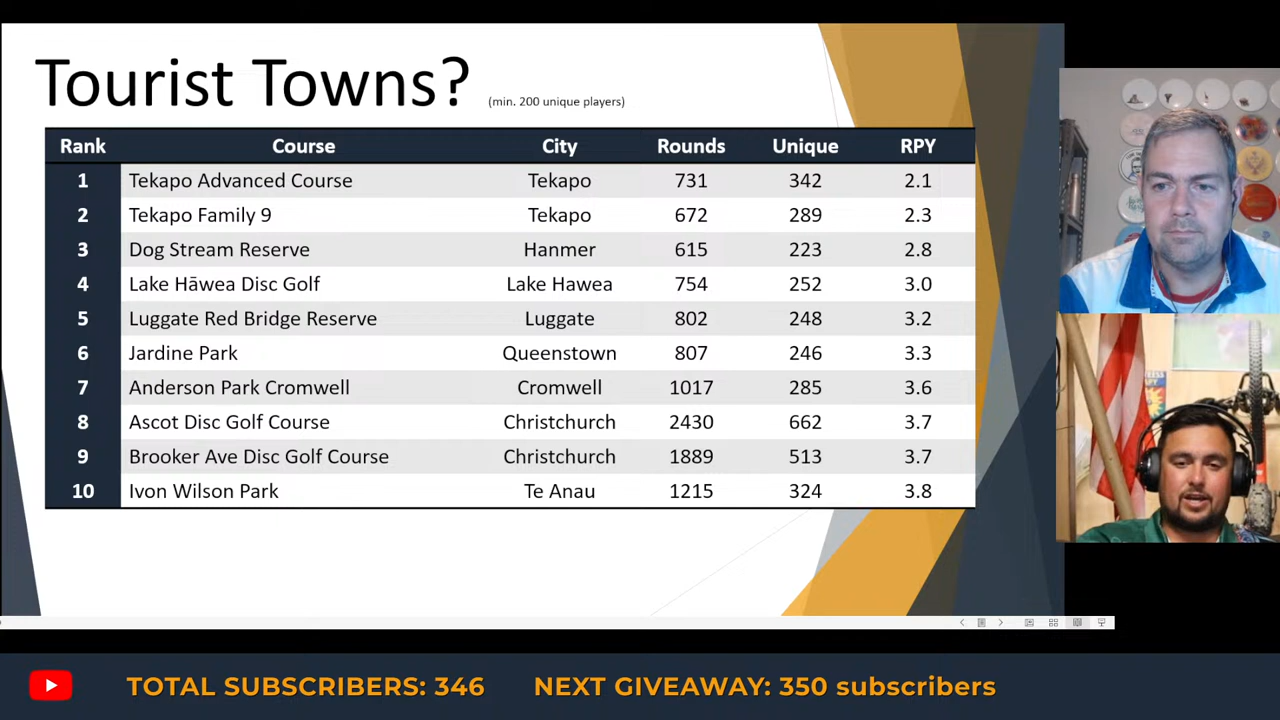 Tourist Towns? (min. 200 unique players)
Rank Course City Rounds Unique RPY
1 Tekapo Advanced Course Tekapo 731 342 2.1
2 Tekapo Family 9 Tekapo 672 289 2.3
3 Dog Stream Reserve Hanmer 615 223 2.8
4 Lake Hāwea Disc Golf Lake Hawea 754 252 3.0
5 Luggate Red Bridge Reserve Luggate 802 248 3.2
6 Jardine Park Queenstown 807 246 3.3
7 Anderson Park Cromwell Cromwell 1017 285 3.6
8 Ascot Disc Golf Course Christchurch 2430 662 3.7
9 Brooker Ave Disc Golf Course Christchurch 1889 513 3.7
10 Ivon Wilson Park Te Anau 1215 324 3.8
TOTAL SUBSCRIBERS: 346 NEXT GIVEAWAY: 350 subscribers